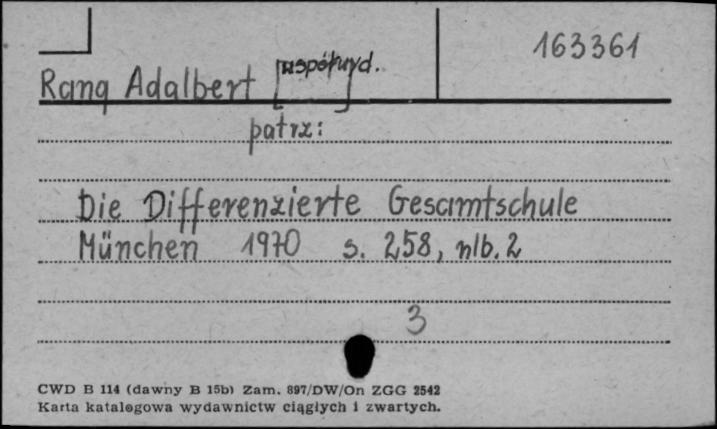 163361
Rang Adalbert [współwyd.]
patrz:
Die Differenzierte Gesamtschule
München 1970 s. 258, nlb. 2
3
CWD B 114 (dawny B 15b) Zam. 897/DW/On ZGG 2542
Karta katalogowa wydawnictw ciągłych i zwartych.